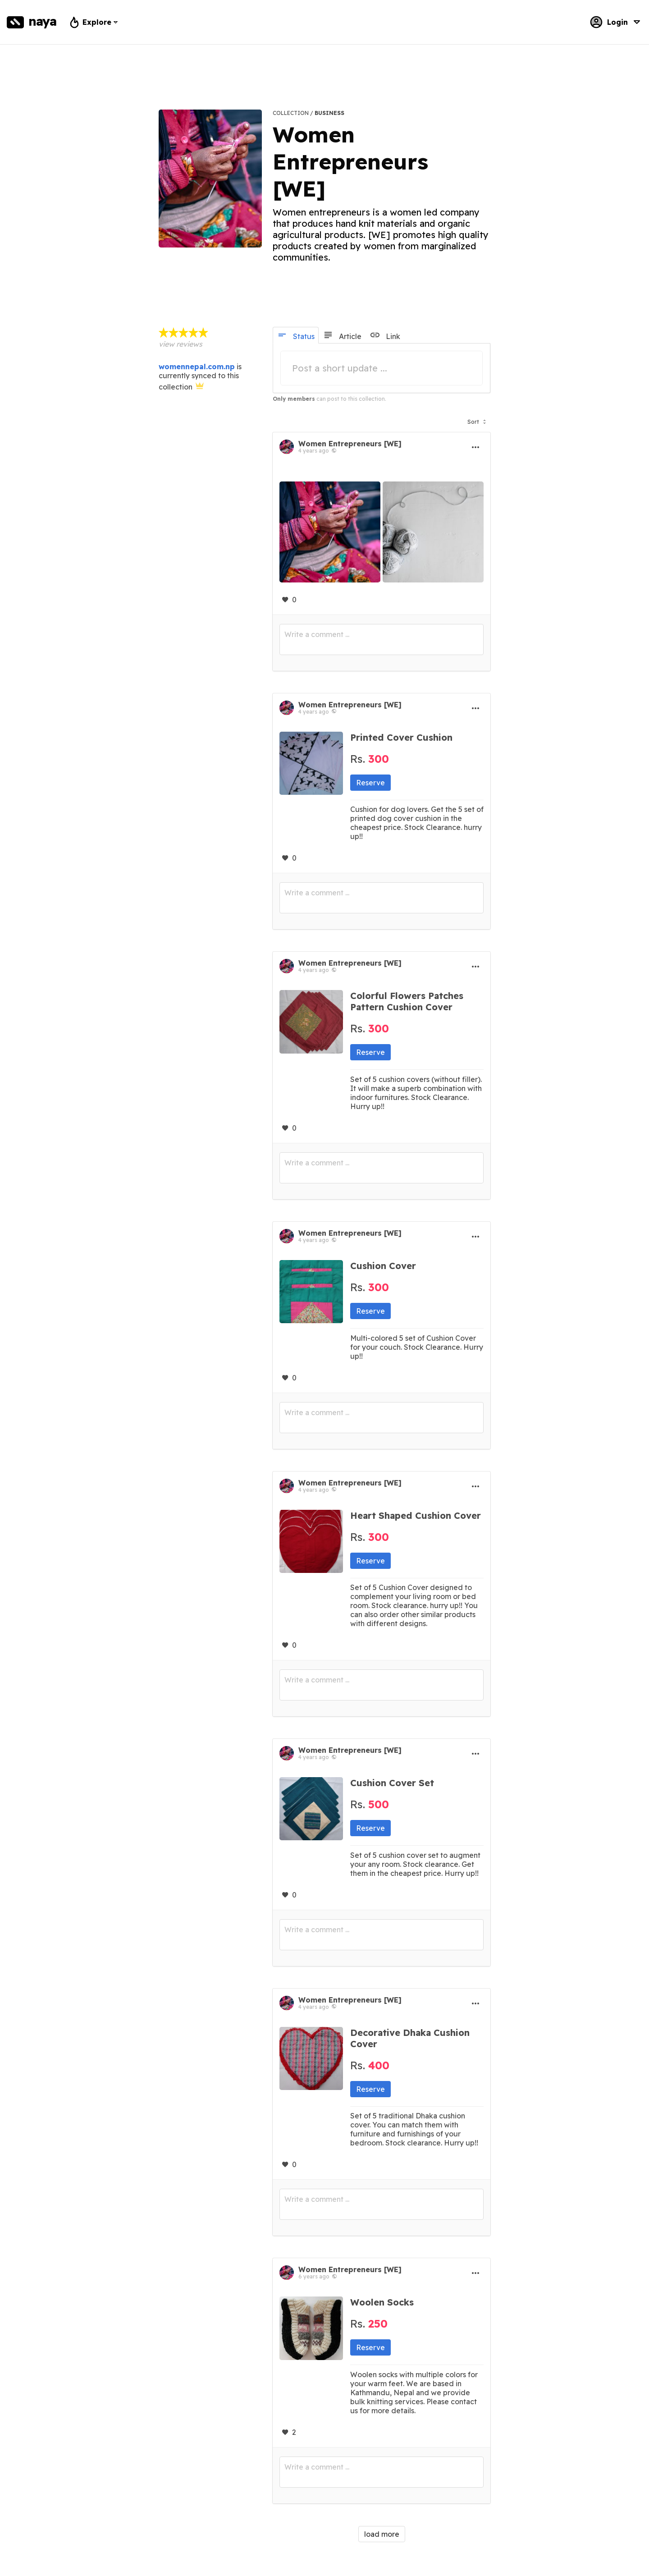 naya
Explore
Login
COLLECTION / BUSINESS
Women
Entrepreneurs
[WE]
Women entrepreneurs is a women led company
that produces hand knit materials and organic
agricultural products. [WE] promotes high quality
products created by women from marginalized
communities.
view reviews
womennepal.com.np is
currently synced to this
collection
Status
Article
Link
Post a short update ...
Only members can post to this collection.
Sort
Women Entrepreneurs [WE]
4 years ago
0
Write a comment ...
Women Entrepreneurs [WE]
4 years ago
Printed Cover Cushion
Rs. 300
Reserve
Cushion for dog lovers. Get the 5 set of
printed dog cover cushion in the
cheapest price. Stock Clearance. hurry
up!!
0
Write a comment ...
Women Entrepreneurs [WE]
4 years ago
Colorful Flowers Patches
Pattern Cushion Cover
Rs. 300
Reserve
Set of 5 cushion covers (without filler).
It will make a superb combination with
indoor furnitures. Stock Clearance.
Hurry up!!
0
Write a comment ...
Women Entrepreneurs [WE]
4 years ago
Cushion Cover
Rs. 300
Reserve
Multi-colored 5 set of Cushion Cover
for your couch. Stock Clearance. Hurry
up!!
0
Write a comment ...
Women Entrepreneurs [WE]
4 years ago
Heart Shaped Cushion Cover
Rs. 300
Reserve
Set of 5 Cushion Cover designed to
complement your living room or bed
room. Stock clearance. hurry up!! You
can also order other similar products
with different designs.
0
Write a comment ...
Women Entrepreneurs [WE]
4 years ago
Cushion Cover Set
Rs. 500
Reserve
Set of 5 cushion cover set to augment
your any room. Stock clearance. Get
them in the cheapest price. Hurry up!!
0
Write a comment ...
Women Entrepreneurs [WE]
4 years ago
Decorative Dhaka Cushion
Cover
Rs. 400
Reserve
Set of 5 traditional Dhaka cushion
cover. You can match them with
furniture and furnishings of your
bedroom. Stock clearance. Hurry up!!
0
Write a comment ...
Women Entrepreneurs [WE]
4 years ago
Woolen Socks
Rs. 250
Reserve
Woolen socks with multiple colors for
your warm feet. We are based in
Kathmandu, Nepal and we provide
bulk knitting services. Please contact
us for more details.
2
Write a comment ...
load more